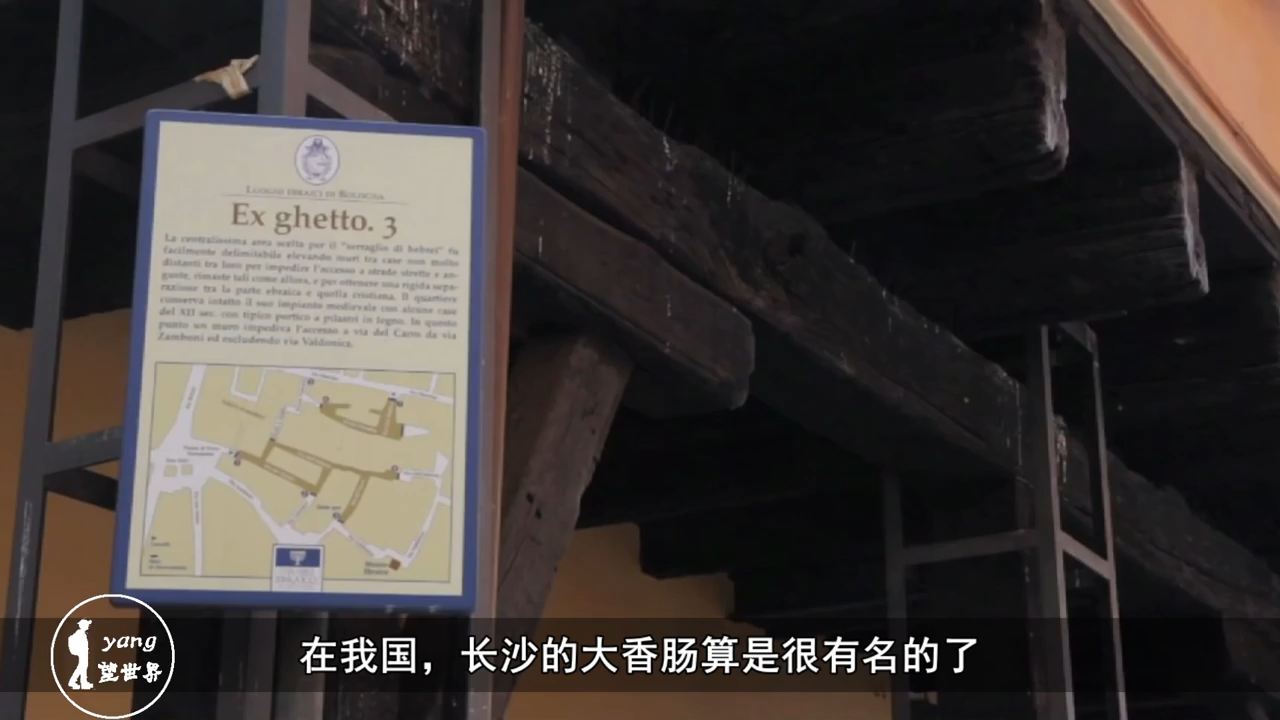 LUOGHI EBRAICI DI BOLOGNA
Ex ghetto. 3
La centralissima area scelta per il "serraglio di hebrei" fu
facilmente delimitabile elevando muri tra case non molto
distanti tra loro per impedire l'accesso a strade strette e an-
guste, rimaste tali come allora, e per ottenere una rigida sepa-
razione tra la parte ebraica e quella cristiana. Il quartiere
conserva intatto il suo impianto medievale con alcune case
del XII sec. con tipico portico a pilastri in legno. In questo
punto un muro impediva l'accesso a via del Carro da via
Zamboni ed escludendo via Valdonica.
Museo
Ebraico
yang
望世界
在我国，长沙的大香肠算是很有名的了